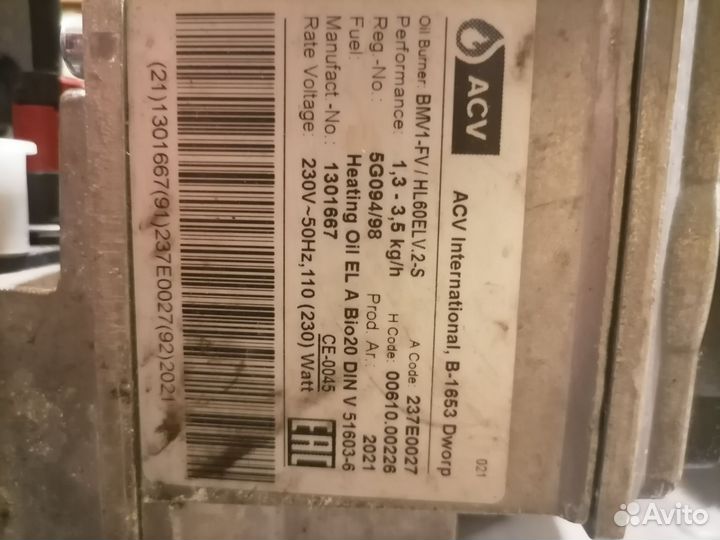 ACV
ACV International, B-1653 Dworp
021
Oil Burner: BMV1-FV / HL60ELV.2-S
A Code: 237E0027
Performance: 1,3 - 3,5 kg/h
H Code: 00610.00226
Reg.-No.: 5G094/98
Prod. Ar.: 2021
Fuel: Heating Oil EL A Bio20 DIN V 51603-6
Manufact.-No.: 1301667
CE-0045
Rate Voltage: 230V~50Hz,110 (230) Watt
EAC
(21)1301667(91)237E0027(92)2021
Avito